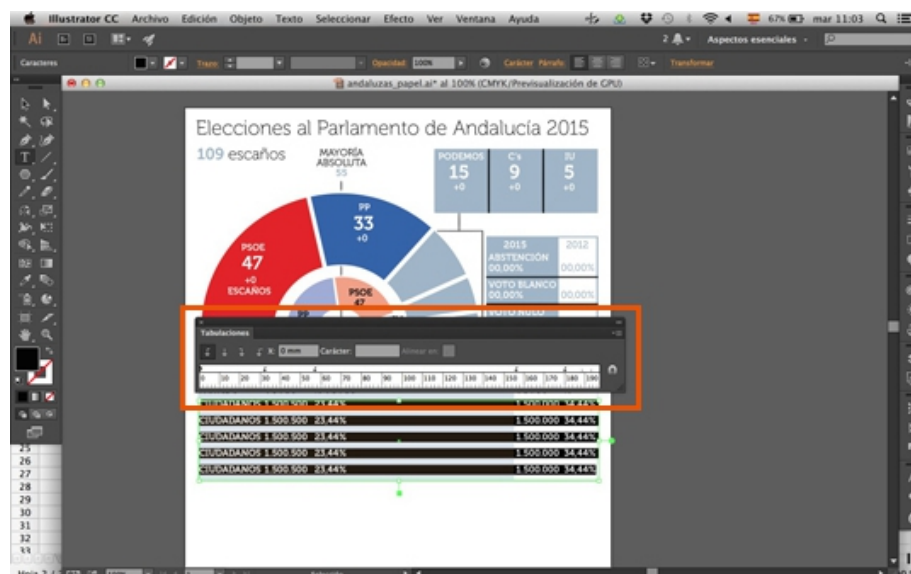 Illustrator CC Archivo Edición Objeto Texto Seleccionar Efecto Ver Ventana Ayuda 67% mar 11:03
Ai 2 Aspectos esenciales
Caracteres Trazo: Opacidad: 100% Carácter Párrafo: Transformar
andaluzas_papel.ai* al 100% (CMYK/Previsualización de GPU)
Elecciones al Parlamento de Andalucía 2015
109 escaños
MAYORÍA
ABSOLUTA
55
PODEMOS C's IU
15 9 5
+0 +0 +0
PP
33
+0
PSOE
47
+0
ESCAÑOS
2015 2012
ABSTENCIÓN
00,00% 00,00%
VOTO BLANCO
00,00% 00,00%
VOTO NULO
PSOE
47
PP
Tabulaciones
X: 0 mm Carácter: Alinear en:
0 10 20 30 40 50 60 70 80 90 100 110 120 130 140 150 160 170 180 190
CIUDADANOS 1.500.500 23,44% 1.500.000 34,44%
CIUDADANOS 1.500.500 23,44% 1.500.000 34,44%
CIUDADANOS 1.500.500 23,44% 1.500.000 34,44%
CIUDADANOS 1.500.500 23,44% 1.500.000 34,44%
CIUDADANOS 1.500.500 23,44% 1.500.000 34,44%
25
26
27
28
29
30
31
32
33